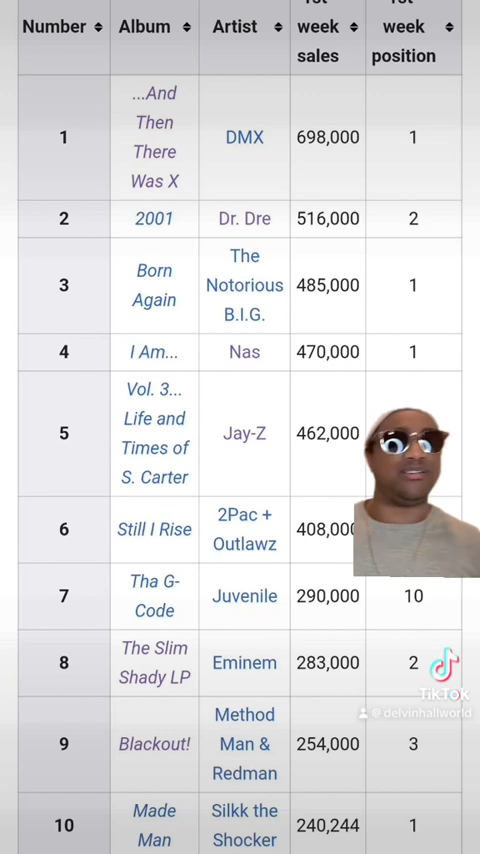 1st 1st
Number Album Artist week week
sales position
...And
Then
1 There DMX 698,000 1
Was X
2 2001 Dr. Dre 516,000 2
The
3 Born Again Notorious 485,000 1
B.I.G.
4 I Am... Nas 470,000 1
Vol. 3...
Life and
5 Times of Jay-Z 462,000
S. Carter
6 Still I Rise 2Pac + Outlawz 408,000
7 Tha G-Code Juvenile 290,000 10
8 The Slim Shady LP Eminem 283,000 2
Method
9 Blackout! Man & 254,000 3
Redman
10 Made Man Silkk the Shocker 240,244 1
TikTok
@delvinhallworld